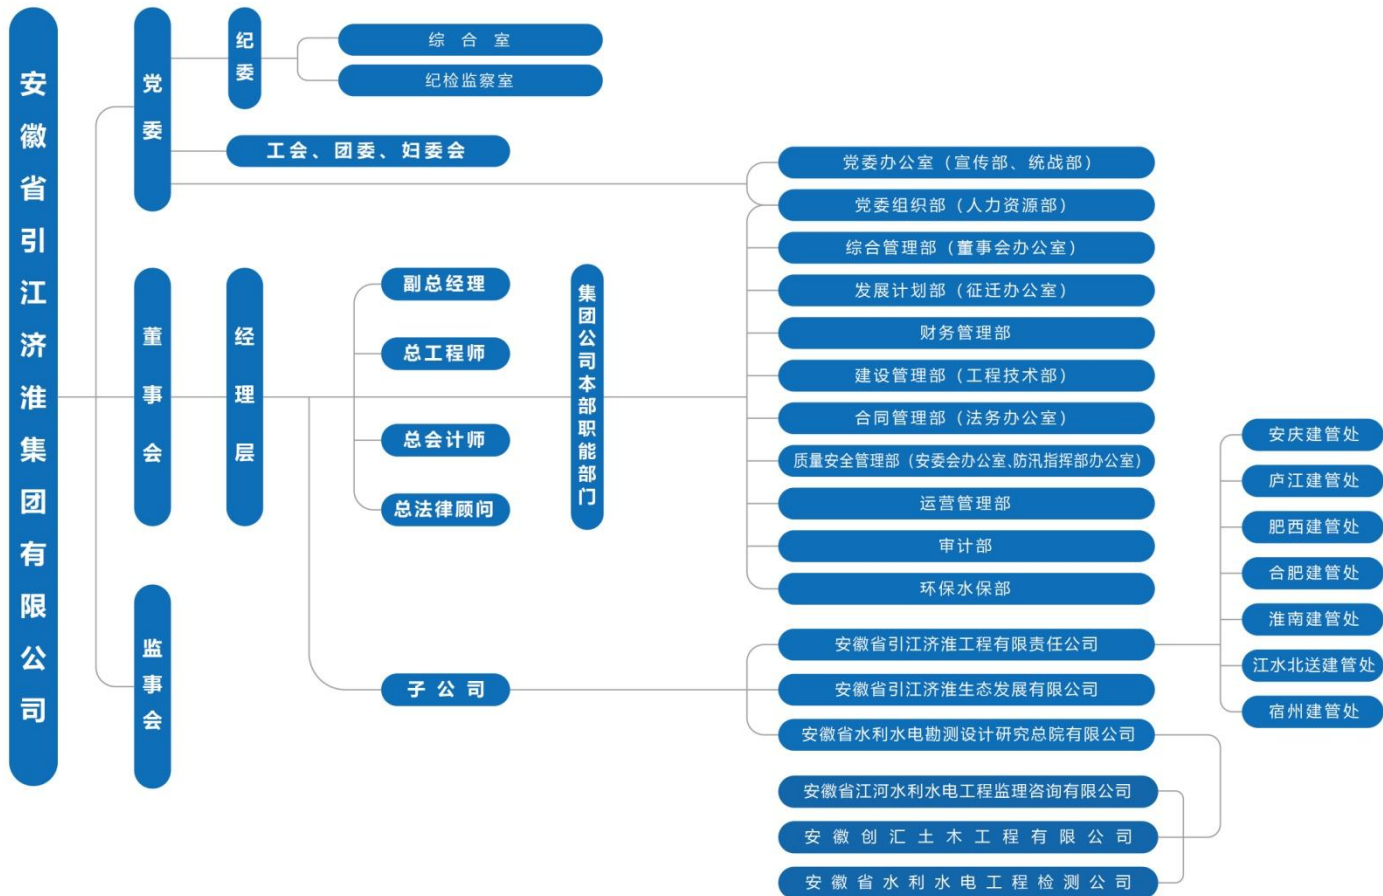 安徽省引江济淮集团有限公司
党委
纪委
综合室
纪检监察室
工会、团委、妇委会
董事会
经理层
副总经理
总工程师
总会计师
总法律顾问
集团公司本部职能部门
党委办公室（宣传部、统战部）
党委组织部（人力资源部）
综合管理部（董事会办公室）
发展计划部（征迁办公室）
财务管理部
建设管理部（工程技术部）
合同管理部（法务办公室）
质量安全管理部（安委会办公室、防汛指挥部办公室）
运营管理部
审计部
环保水保部
监事会
子公司
安徽省引江济淮工程有限责任公司
安徽省引江济淮生态发展有限公司
安徽省水利水电勘测设计研究总院有限公司
安徽省江河水利水电工程监理咨询有限公司
安徽创汇土木工程有限公司
安徽省水利水电工程检测公司
安庆建管处
庐江建管处
肥西建管处
合肥建管处
淮南建管处
江水北送建管处
宿州建管处